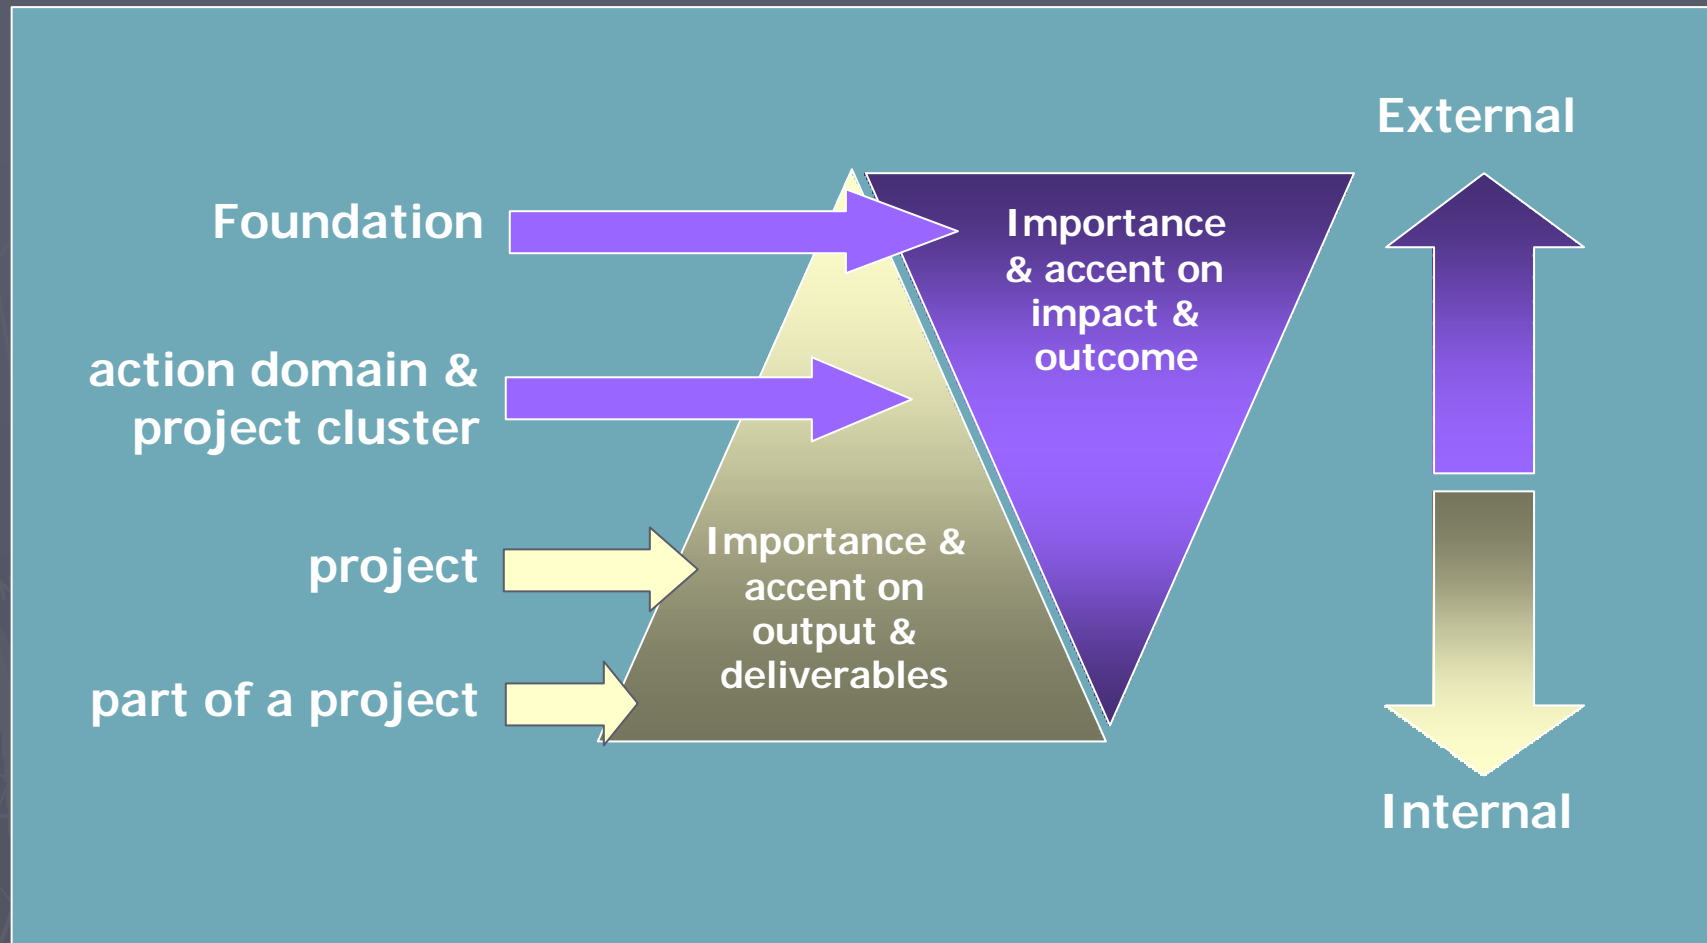 External
Foundation
Importance
& accent on
impact &
outcome
action domain &
project cluster
project
Importance &
accent on
output &
deliverables
part of a project
Internal